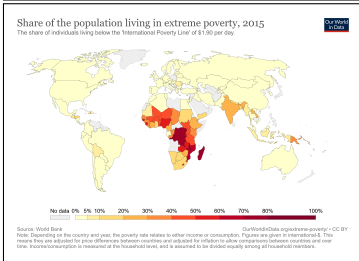 Share of the population living in extreme poverty, 2015
The share of individuals living below the 'International Poverty Line' of $1.90 per day.
Our World
in Data
No data 0% 5% 10% 20% 30% 40% 50% 60% 70% 80% 100%
Source: World Bank
OurWorldInData.org/extreme-poverty/ • CC BY
Note: Depending on the country and year, the poverty rate relates to either income or consumption. Figures are given in international-$. This
means they are adjusted for price differences between countries and adjusted for inflation to allow comparisons between countries and over
time. Income/consumption is measured at the household level, and is assumed to be divided equally among all household members.